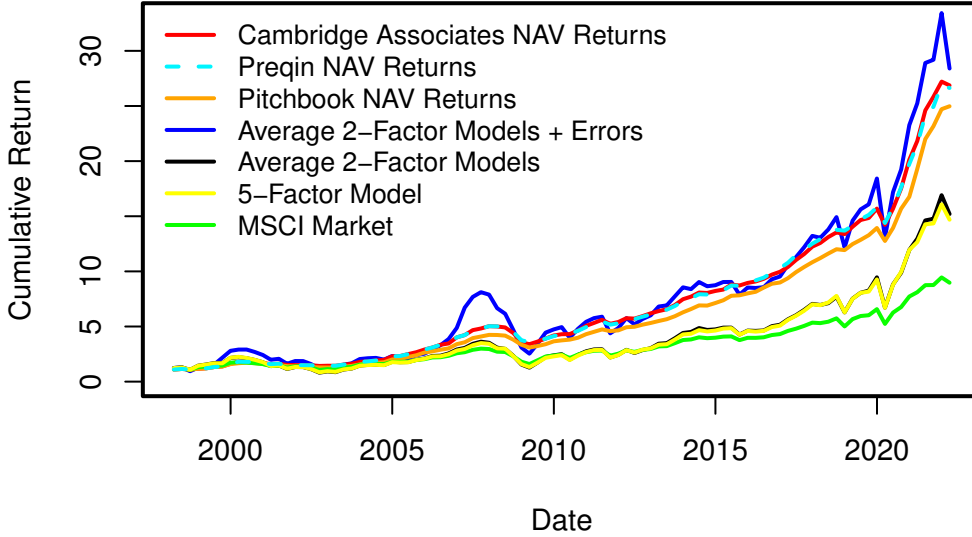 Cambridge Associates NAV Returns
Preqin NAV Returns
Pitchbook NAV Returns
Average 2−Factor Models + Errors
Average 2−Factor Models
5−Factor Model
MSCI Market
Cumulative Return
30
20
10
5
0
2000 2005 2010 2015 2020
Date